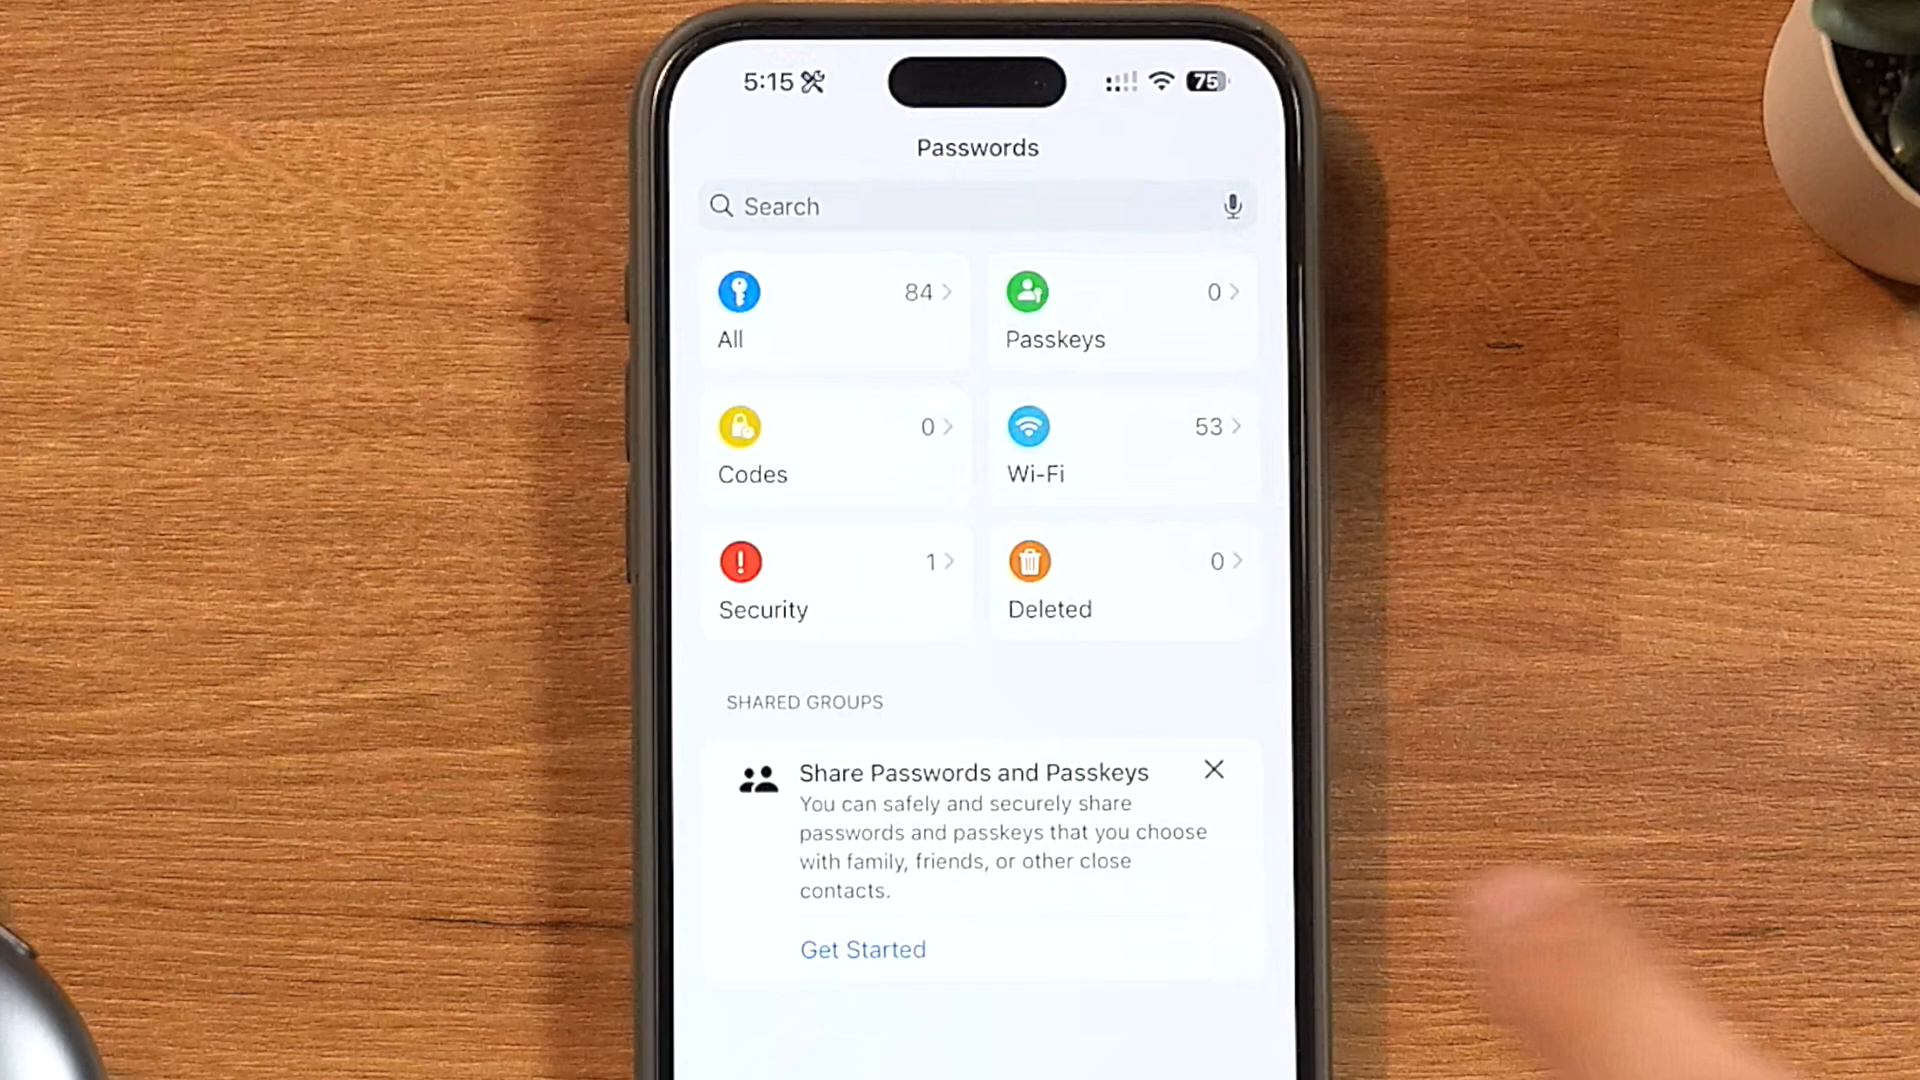 5:15
75
Passwords
Search
84
All
0
Passkeys
0
Codes
53
Wi-Fi
1
Security
0
Deleted
SHARED GROUPS
Share Passwords and Passkeys
You can safely and securely share
passwords and passkeys that you choose
with family, friends, or other close
contacts.
Get Started